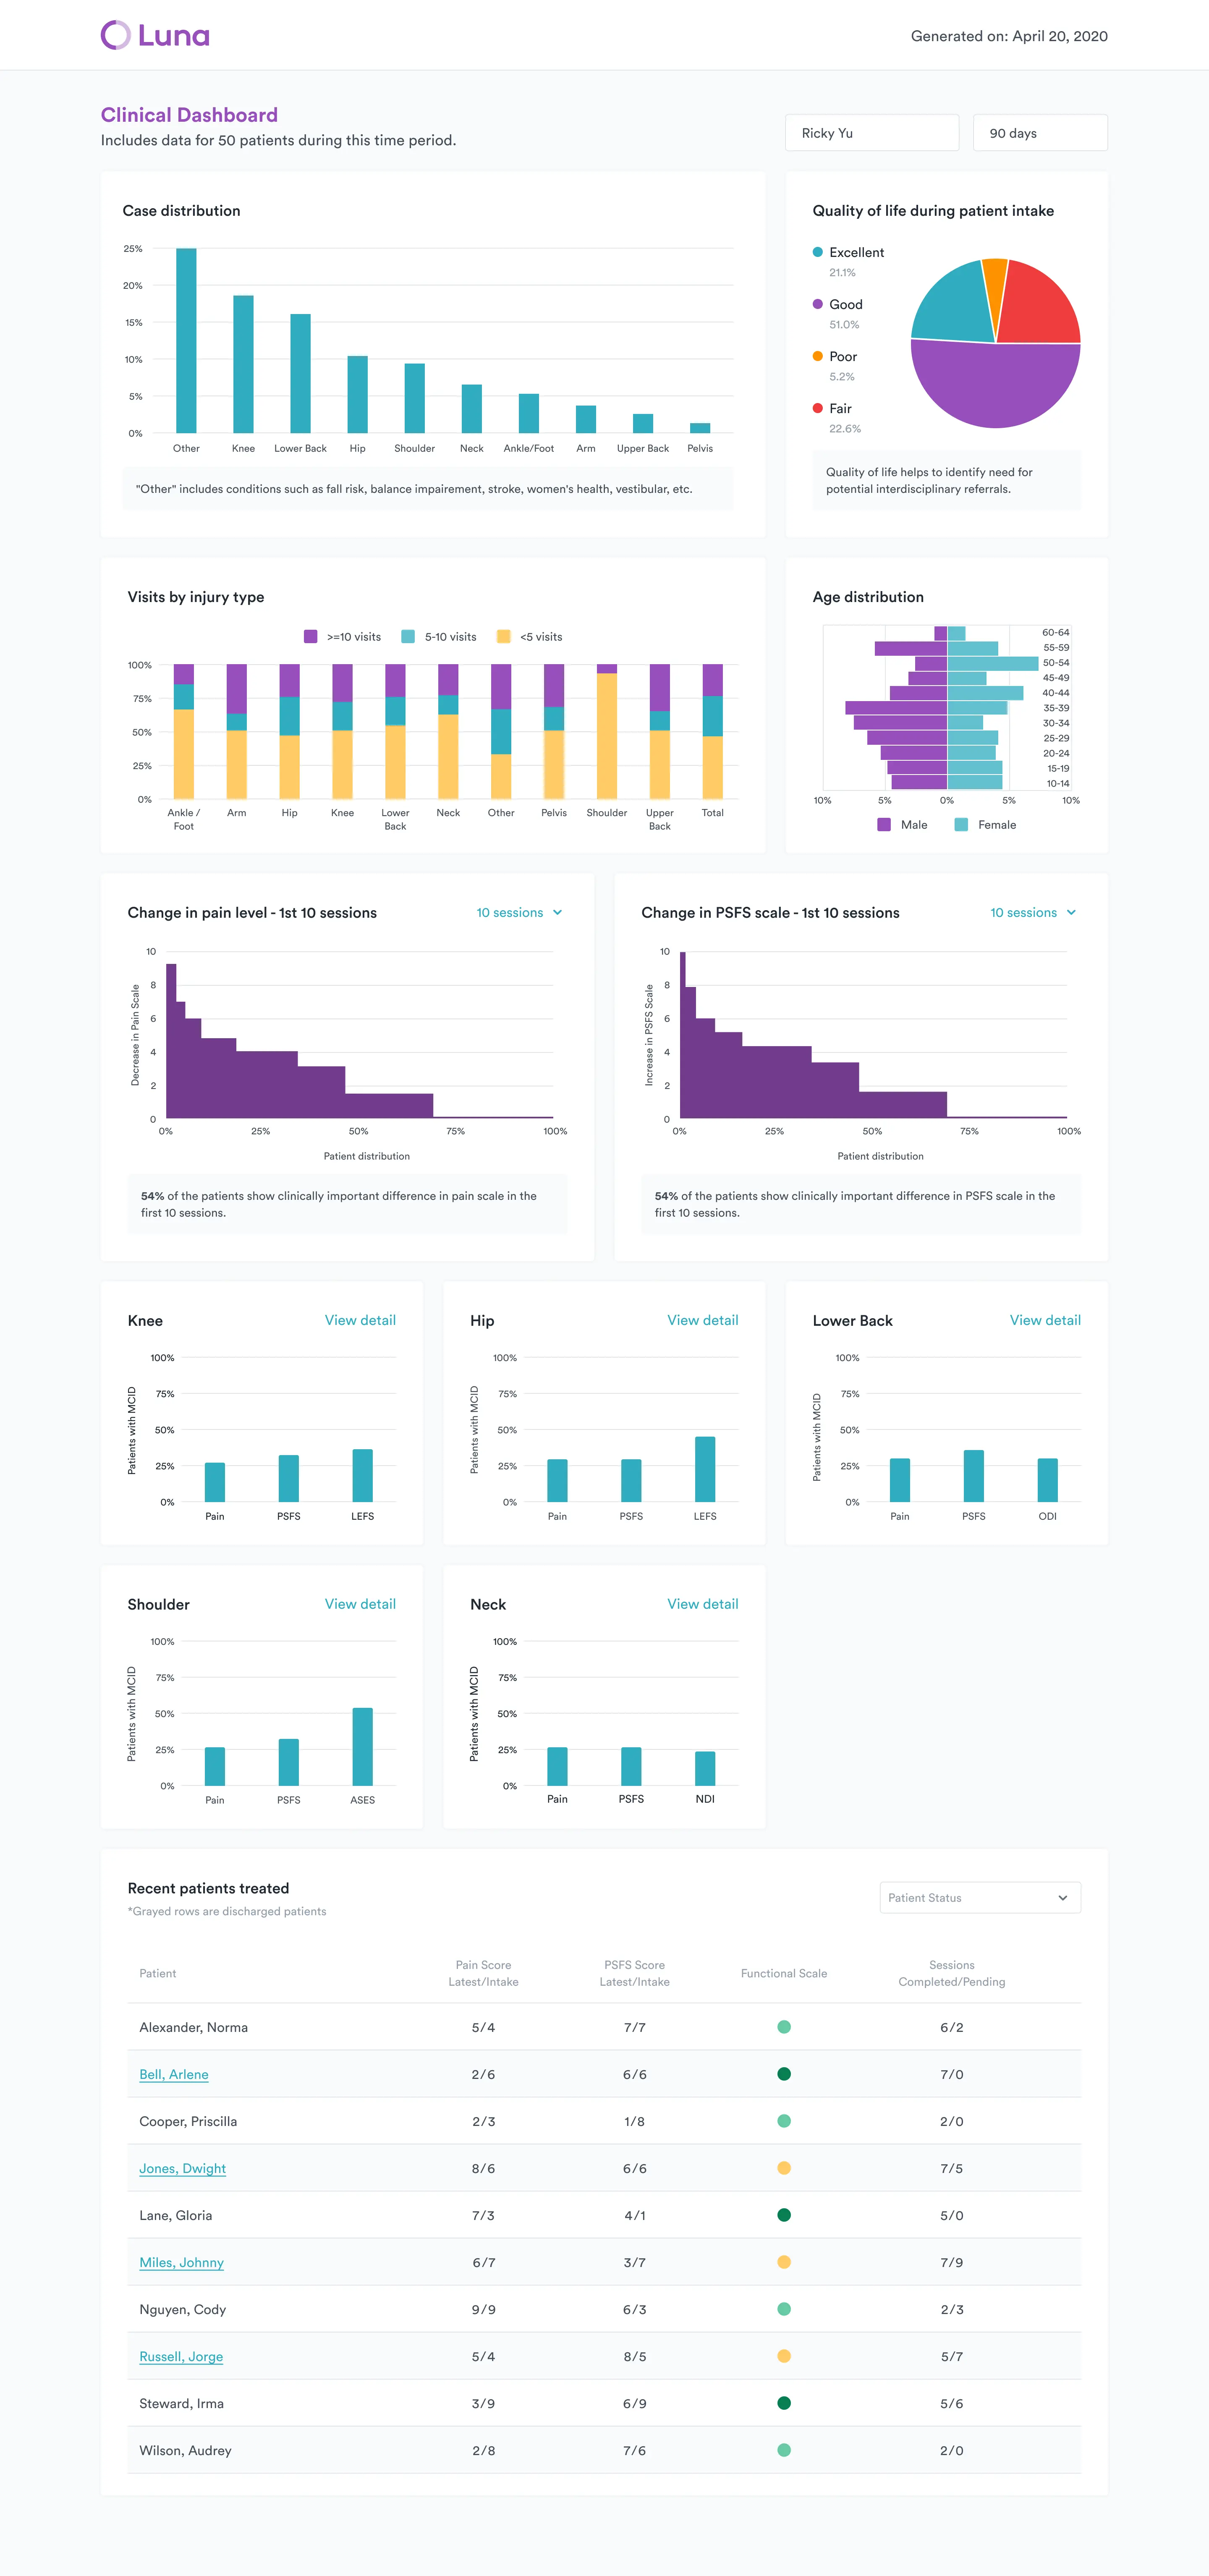 Luna
Generated on: April 20, 2020
Clinical Dashboard
Includes data for 50 patients during this time period.
Ricky Yu
90 days
Case distribution
25%
20%
15%
10%
5%
0%
Other Knee Lower Back Hip Shoulder Neck Ankle/Foot Arm Upper Back Pelvis
"Other" includes conditions such as fall risk, balance impairment, stroke, women's health, vestibular, etc.
Quality of life during patient intake
Excellent
21.1%
Good
51.0%
Poor
5.2%
Fair
22.6%
Quality of life helps to identify need for
potential interdisciplinary referrals.
Visits by injury type
>=10 visits 5-10 visits <5 visits
100%
75%
50%
25%
0%
Ankle / Arm Hip Knee Lower Neck Other Pelvis Shoulder Upper Total
Foot Back Back
Age distribution
60-64
55-59
50-54
45-49
40-44
35-39
30-34
25-29
20-24
15-19
10-14
10% 5% 0% 5% 10%
Male Female
Change in pain level - 1st 10 sessions
10 sessions
Decrease in Pain Scale
10
8
6
4
2
0
0% 25% 50% 75% 100%
Patient distribution
54% of the patients show clinically important difference in pain scale in the
first 10 sessions.
Change in PSFS scale - 1st 10 sessions
10 sessions
Increase in PSFS Scale
10
8
6
4
2
0
0% 25% 50% 75% 100%
Patient distribution
54% of the patients show clinically important difference in PSFS scale in the
first 10 sessions.
Knee
View detail
Patients with MCID
100%
75%
50%
25%
0%
Pain PSFS LEFS
Hip
View detail
Patients with MCID
100%
75%
50%
25%
0%
Pain PSFS LEFS
Lower Back
View detail
Patients with MCID
100%
75%
50%
25%
0%
Pain PSFS ODI
Shoulder
View detail
Patients with MCID
100%
75%
50%
25%
0%
Pain PSFS ASES
Neck
View detail
Patients with MCID
100%
75%
50%
25%
0%
Pain PSFS NDI
Recent patients treated
*Grayed rows are discharged patients
Patient Status
Patient
Pain Score
Latest/Intake
PSFS Score
Latest/Intake
Functional Scale
Sessions
Completed/Pending
Alexander, Norma 5/4 7/7 6/2
Bell, Arlene 2/6 6/6 7/0
Cooper, Priscilla 2/3 1/8 2/0
Jones, Dwight 8/6 6/6 7/5
Lane, Gloria 7/3 4/1 5/0
Miles, Johnny 6/7 3/7 7/9
Nguyen, Cody 9/9 6/3 2/3
Russell, Jorge 5/4 8/5 5/7
Steward, Irma 3/9 6/9 5/6
Wilson, Audrey 2/8 7/6 2/0